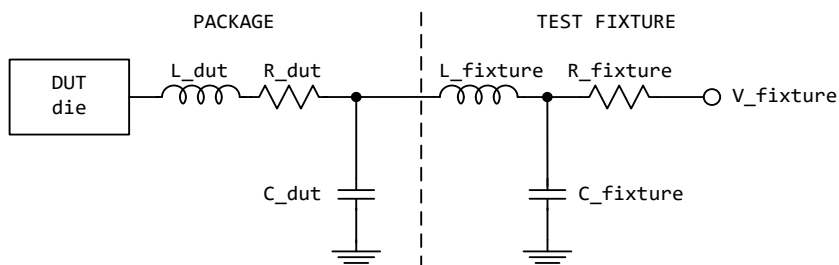 PACKAGE
TEST FIXTURE
DUT
die
L_dut
R_dut
L_fixture
R_fixture
V_fixture
C_dut
C_fixture